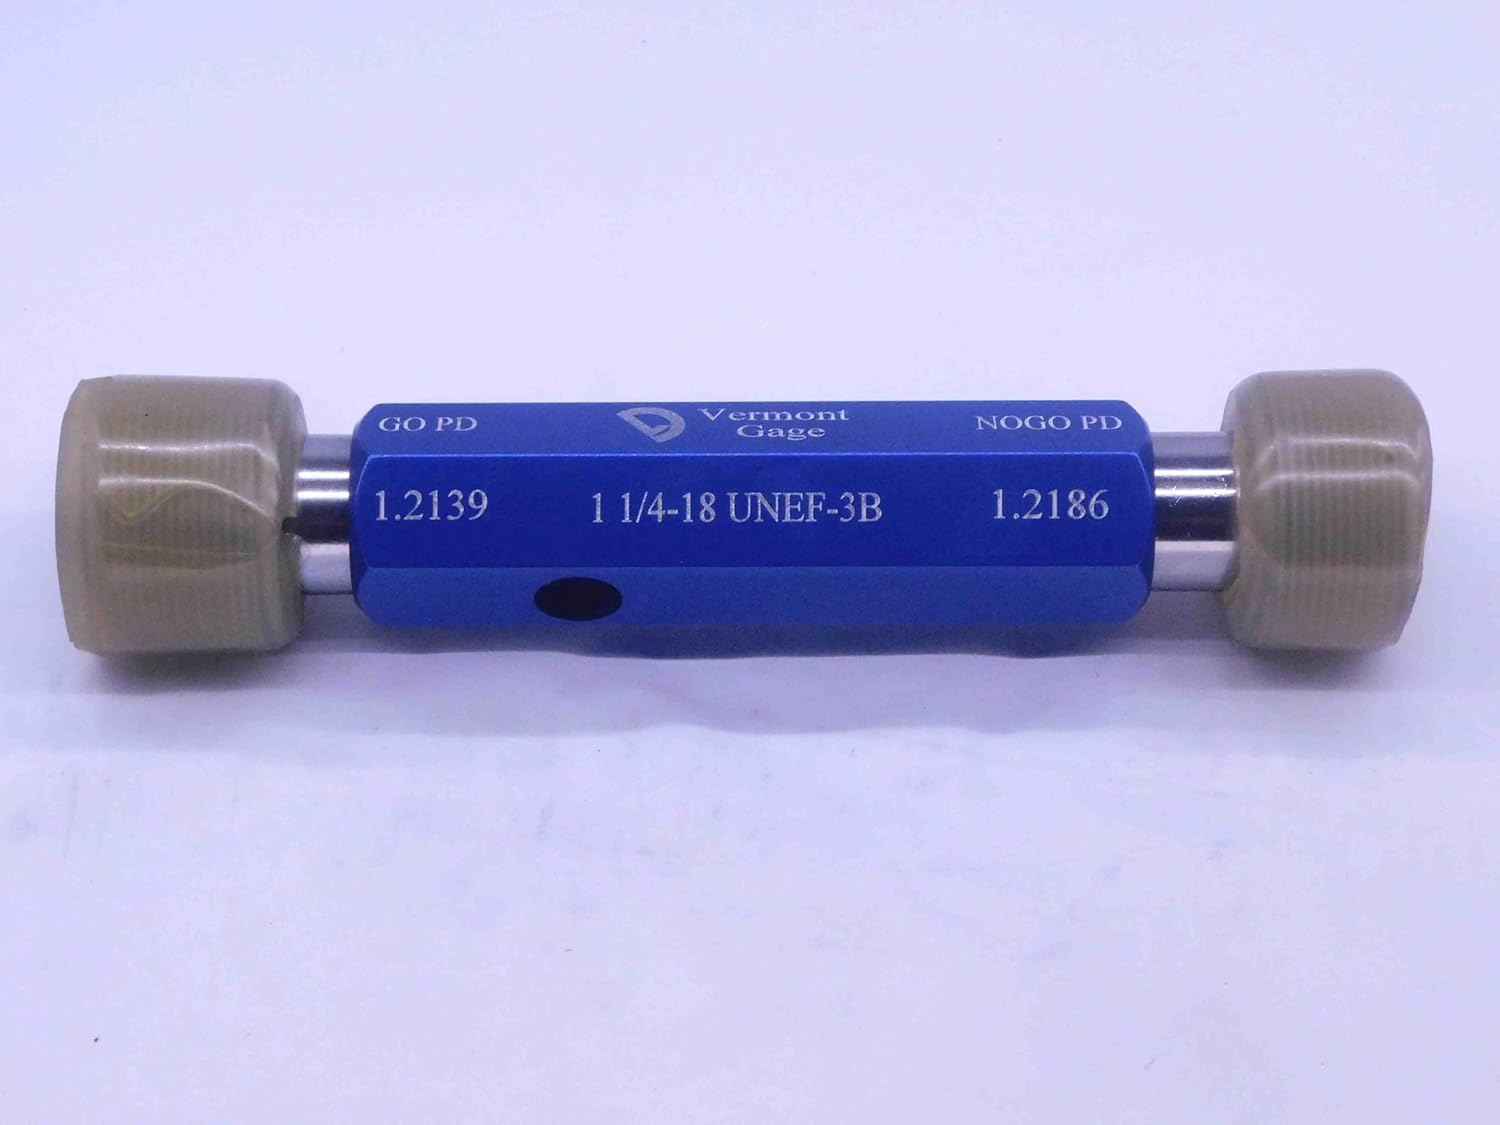 GO PD
Vermont
Gage
NOGO PD
1.2139
1 1/4-18 UNEF-3B
1.2186